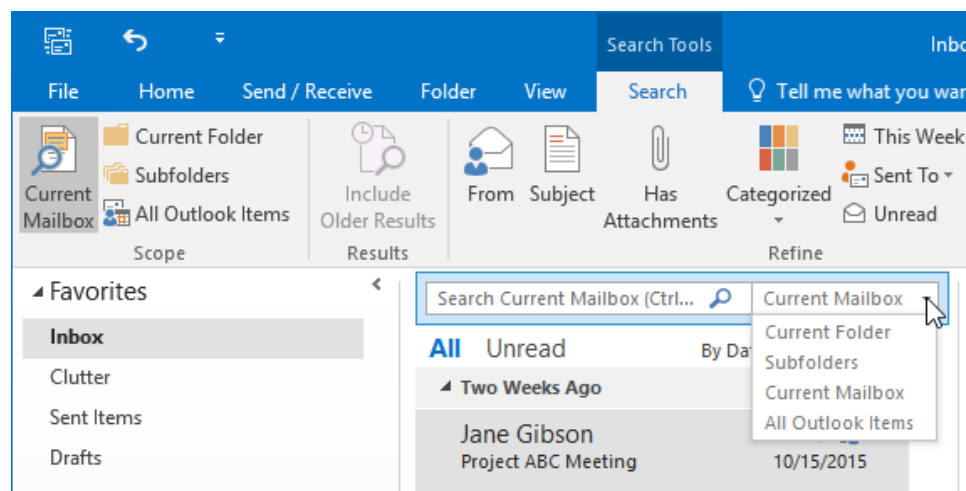 Search Tools
Inbo
File Home Send / Receive Folder View Search Tell me what you wan
Current Mailbox
Current Folder
Subfolders
All Outlook Items
Scope
Include Older Results
Results
From
Subject
Has Attachments
Categorized
This Week
Sent To
Unread
Refine
Favorites
Inbox
Clutter
Sent Items
Drafts
Search Current Mailbox (Ctrl...
Current Mailbox
Current Folder
Subfolders
Current Mailbox
All Outlook Items
All Unread By Da
Two Weeks Ago
Jane Gibson
Project ABC Meeting 10/15/2015